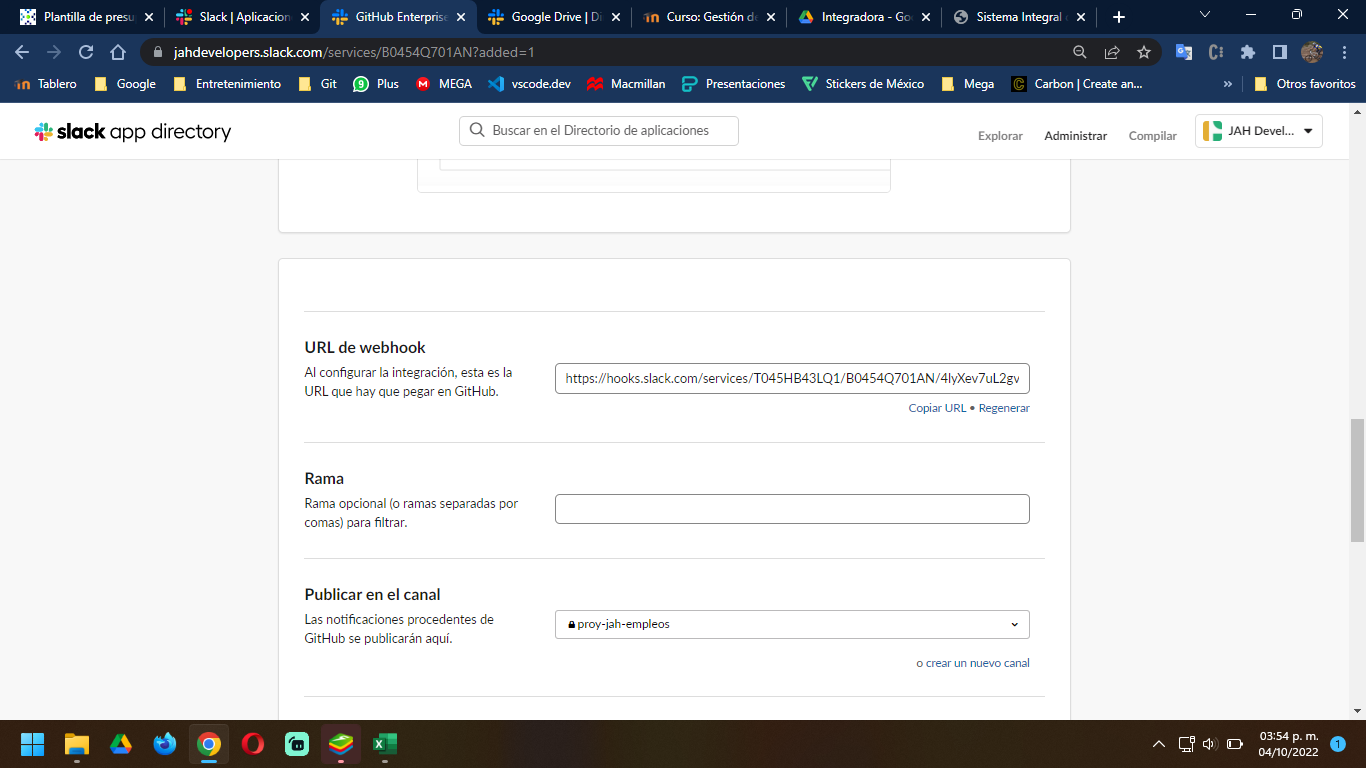 Plantilla de presu
Slack | Aplicacion
GitHub Enterprise
Google Drive | Di
Curso: Gestión de
Integradora - Goo
Sistema Integral d
jahdevelopers.slack.com/services/B0454Q701AN?added=1
Tablero
Google
Entretenimiento
Git
9
Plus
MEGA
vscode.dev
Macmillan
Presentaciones
Stickers de México
Mega
Carbon | Create an...
»
Otros favoritos
slack app directory
Buscar en el Directorio de aplicaciones
Explorar
Administrar
Compilar
JAH Devel...
URL de webhook
Al configurar la integración, esta es la
URL que hay que pegar en GitHub.
https://hooks.slack.com/services/T045HB43LQ1/B0454Q701AN/4lyXev7uL2gv
Copiar URL • Regenerar
Rama
Rama opcional (o ramas separadas por
comas) para filtrar.
Publicar en el canal
Las notificaciones procedentes de
GitHub se publicarán aquí.
proy-jah-empleos
o crear un nuevo canal
03:54 p. m.
04/10/2022
1